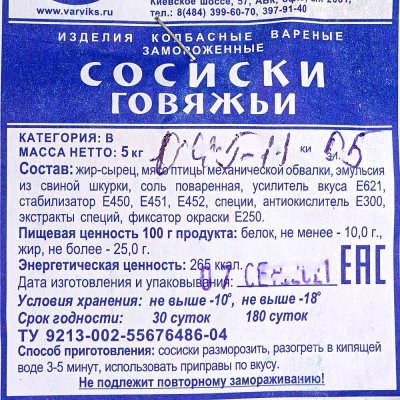 www.varviks.ru
Киевское шоссе, 57,
тел.: 8(484) 399-60-70, 397-91-40
ИЗДЕЛИЯ КОЛБАСНЫЕ ВАРЕНЫЕ
ЗАМОРОЖЕННЫЕ
СОСИСКИ
ГОВЯЖЬИ
КАТЕГОРИЯ: В
МАССА НЕТТО: 5 кг
Состав: жир-сырец, мясо птицы механической обвалки, эмульсия
из свиной шкурки, соль поваренная, усилитель вкуса Е621,
стабилизатор Е450, Е451, Е452, специи, антиокислитель Е300,
экстракты специй, фиксатор окраски Е250.
Пищевая ценность 100 г продукта: белок, не менее - 10,0 г.,
жир, не более - 25,0 г.
Энергетическая ценность: 265 ккал.
Дата изготовления и упаковывания:
ЕАС
Условия хранения: не выше -10°, не выше -18°
Срок годности: 30 суток 180 суток
ТУ 9213-002-55676486-04
Способ приготовления: сосиски разморозить, разогреть в кипящей
воде 3-5 минут, использовать приправы по вкусу.
Не подлежит повторному замораживанию!